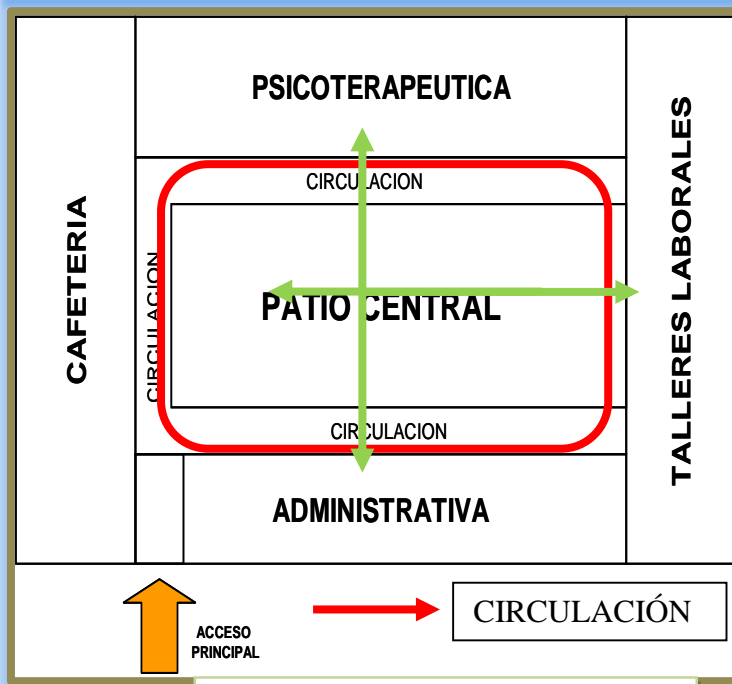 PSICOTERAPEUTICA
CIRCULACION
CAFETERIA
CIRCULACION
PATIO CENTRAL
TALLERES LABORALES
CIRCULACION
ADMINISTRATIVA
ACCESO
PRINCIPAL
CIRCULACIÓN